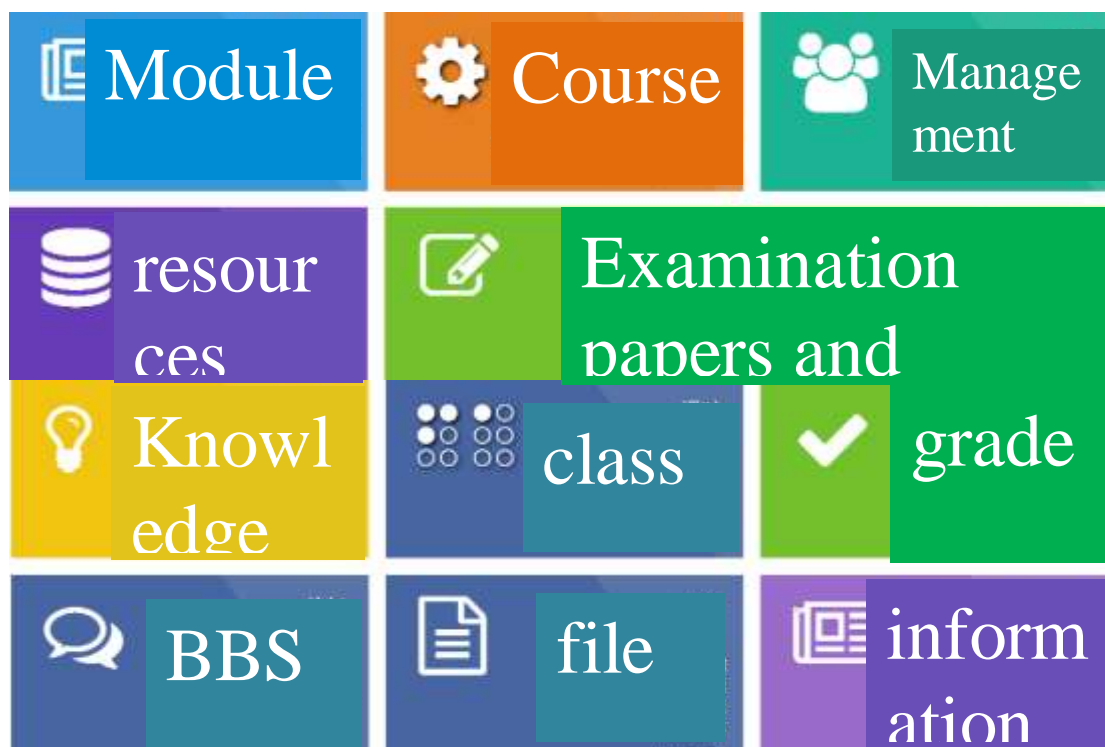 Module
Course
Manage
ment
resour
ces
Examination
papers and
Knowl
edge
class
grade
BBS
file
inform
ation